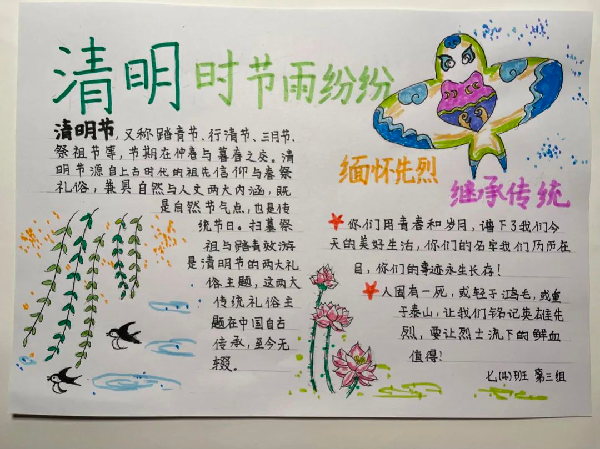 清明时节雨纷纷
清明节,又称踏青节、行清节、三月节、
祭祖节等,节期在仲春与暮春之交。清
明节源自上古时代的祖先信仰与春祭
礼俗,兼具自然与人文两大内涵,既
是自然节气点,也是传
统节日。扫墓祭
祖与踏青郊游
是清明节的两大礼
俗主题,这两大
传统礼俗主
题在中国自古
传承,至今无
辍。
缅怀先烈
继承传统
你们用青春和岁月,谱下了我们今
天的美好生活,你们的名字我们历历在
目,你们的事迹永生长存!
人固有一死,或轻于鸿毛,或重
于泰山,让我们铭记英雄先
烈,要让烈士流下的鲜血
值得!
七(4)班 第三组